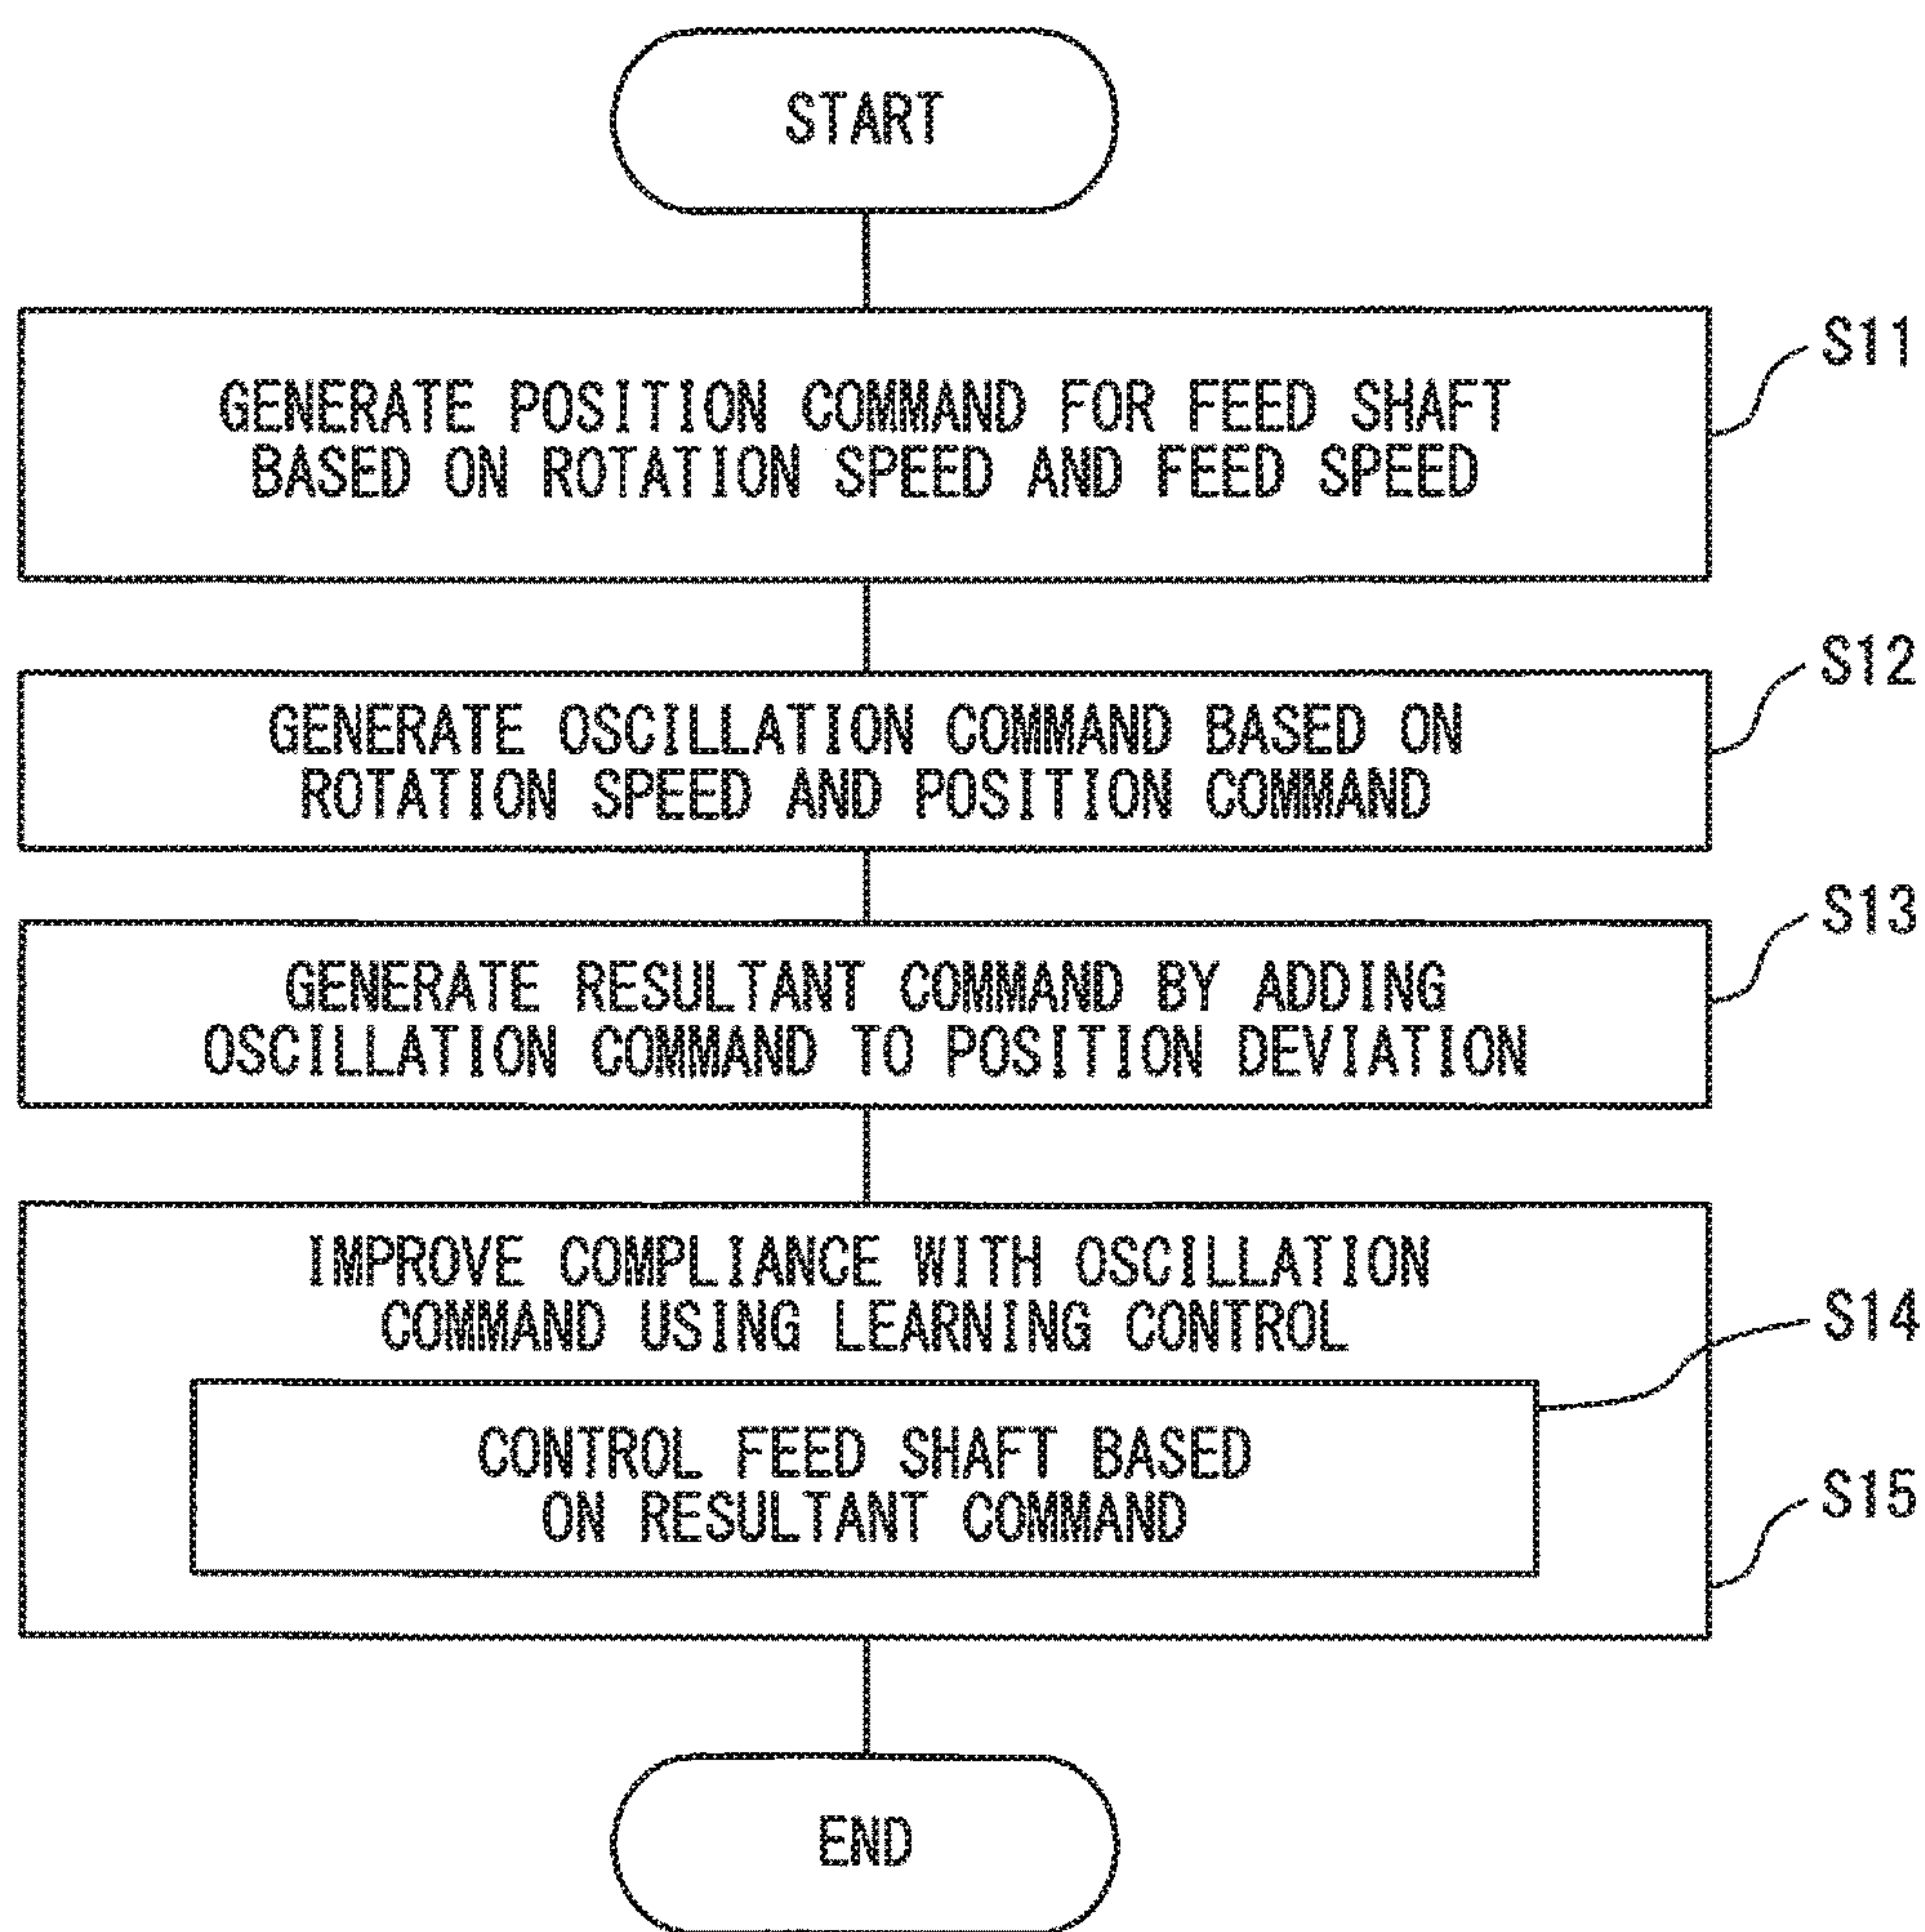 START
S11
GENERATE POSITION COMMAND FOR FEED SHAFT
BASED ON ROTATION SPEED AND FEED SPEED
S12
GENERATE OSCILLATION COMMAND BASED ON
ROTATION SPEED AND POSITION COMMAND
S13
GENERATE RESULTANT COMMAND BY ADDING
OSCILLATION COMMAND TO POSITION DEVIATION
IMPROVE COMPLIANCE WITH OSCILLATION
COMMAND USING LEARNING CONTROL
S14
CONTROL FEED SHAFT BASED
ON RESULTANT COMMAND
S15
END